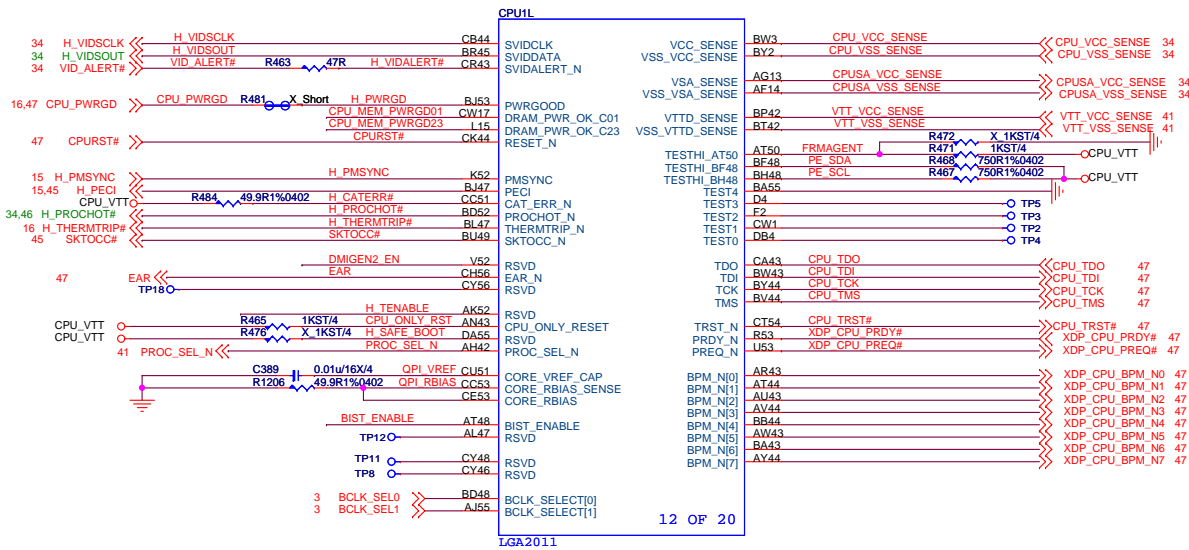 CPU1L
34 H_VIDSCLK H_VIDSCLK CB44 SVIDCLK
34 H_VIDSOUT H_VIDSOUT BR45 SVIDDATA
34 VID_ALERT# VID_ALERT# R463 47R H_VIDALERT# CR43 SVIDALERT_N
16,47 CPU_PWRGD CPU_PWRGD R481 X_Short H_PWRGD BJ53 PWRGOOD
CPU_MEM_PWRGD01 CW17 DRAM_PWR_OK_C01
CPU_MEM_PWRGD23 L15 DRAM_PWR_OK_C23
47 CPURST# CPURST# CK44 RESET_N
15 H_PMSYNC H_PMSYNC K52 PMSYNC
15,45 H_PECI BJ47 PECI
CPU_VTT R484 49.9R1%0402 H_CATERR# CC51 CAT_ERR_N
34,46 H_PROCHOT# H_PROCHOT# BD52 PROCHOT_N
16 H_THERMTRIP# H_THERMTRIP# BL47 THERMTRIP_N
45 SKTOCC# SKTOCC# BU49 SKTOCC_N
DMIGEN2_EN V52 RSVD
47 EAR EAR CH56 EAR_N
TP18 CY56 RSVD
H_TENABLE AK52 RSVD
CPU_VTT R465 1KST/4 CPU_ONLY_RST AN43 CPU_ONLY_RESET
CPU_VTT R476 X_1KST/4 H_SAFE_BOOT DA55 RSVD
41 PROC_SEL_N PROC_SEL_N AH42 PROC_SEL_N
C389 0.01u/16X/4 QPI_VREF CU51 CORE_VREF_CAP
R1206 49.9R1%0402 QPI_RBIAS CC53 CORE_RBIAS_SENSE
CE53 CORE_RBIAS
BIST_ENABLE AT48 BIST_ENABLE
TP12 AL47 RSVD
TP11 CY48 RSVD
TP8 CY46 RSVD
3 BCLK_SEL0 BD48 BCLK_SELECT[0]
3 BCLK_SEL1 AJ55 BCLK_SELECT[1]
VCC_SENSE BW3 CPU_VCC_SENSE CPU_VCC_SENSE 34
VSS_VCC_SENSE BY2 CPU_VSS_SENSE CPU_VSS_SENSE 34
VSA_SENSE AG13 CPUSA_VCC_SENSE CPUSA_VCC_SENSE 34
VSS_VSA_SENSE AF14 CPUSA_VSS_SENSE CPUSA_VSS_SENSE 34
VTTD_SENSE BP42 VTT_VCC_SENSE VTT_VCC_SENSE 41
VSS_VTTD_SENSE BT42 VTT_VSS_SENSE VTT_VSS_SENSE 41
R472 X_1KST/4
TESTHI_AT50 AT50 FRMAGENT R471 1KST/4 CPU_VTT
TESTHI_BF48 BF48 PE_SDA R468 750R1%0402
TESTHI_BH48 BH48 PE_SCL R467 750R1%0402 CPU_VTT
TEST4 BA55
TEST3 D4 TP5
TEST2 F2 TP3
TEST1 CW1 TP2
TEST0 DB4 TP4
TDO CA43 CPU_TDO CPU_TDO 47
TDI BW43 CPU_TDI CPU_TDI 47
TCK BY44 CPU_TCK CPU_TCK 47
TMS BV44 CPU_TMS CPU_TMS 47
TRST_N CT54 CPU_TRST# CPU_TRST# 47
PRDY_N R53 XDP_CPU_PRDY# XDP_CPU_PRDY# 47
PREQ_N U53 XDP_CPU_PREQ# XDP_CPU_PREQ# 47
BPM_N[0] AR43 XDP_CPU_BPM_N0 47
BPM_N[1] AT44 XDP_CPU_BPM_N1 47
BPM_N[2] AU43 XDP_CPU_BPM_N2 47
BPM_N[3] AV44 XDP_CPU_BPM_N3 47
BPM_N[4] BB44 XDP_CPU_BPM_N4 47
BPM_N[5] AW43 XDP_CPU_BPM_N5 47
BPM_N[6] BA43 XDP_CPU_BPM_N6 47
BPM_N[7] AY44 XDP_CPU_BPM_N7 47
12 OF 20
LGA2011